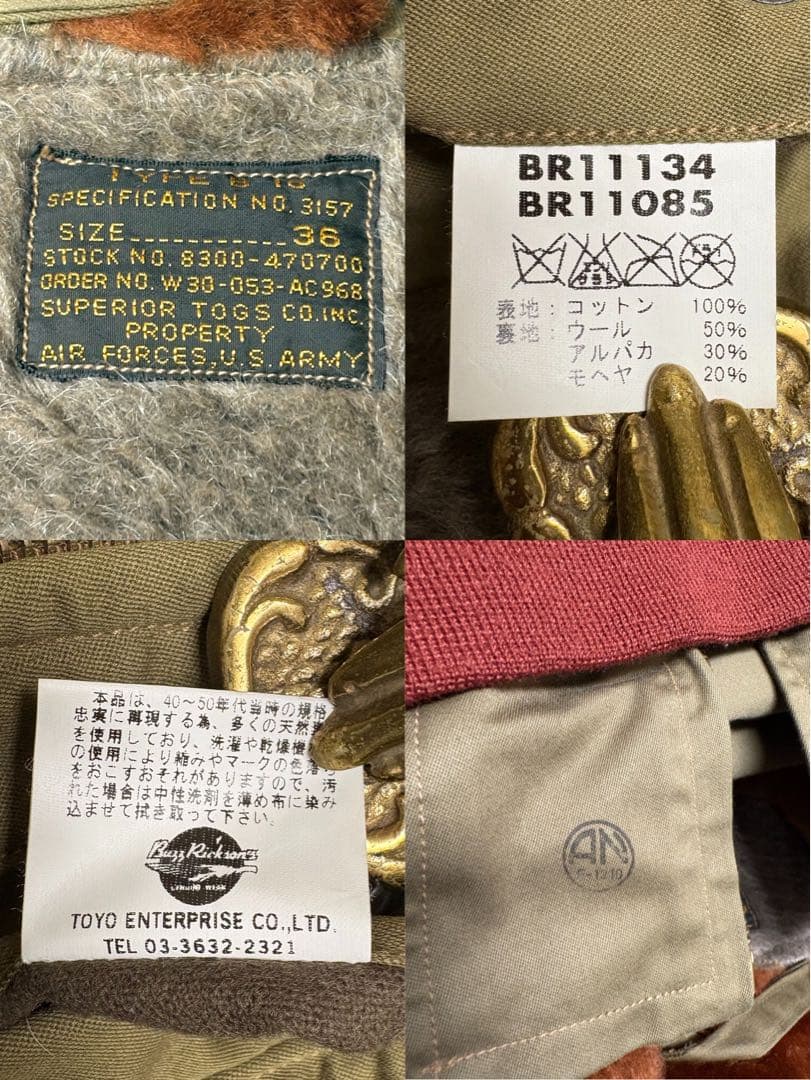 TYPE B-10
SPECIFICATION NO. 3157
SIZE............36
STOCK NO. 8300-470700
ORDER NO. W30-053-AC968
SUPERIOR TOGS CO.INC.
PROPERTY
AIR FORCES, U.S. ARMY
BR11134
BR11085
表地：コットン 100%
裏地：ウール 50%
アルパカ 30%
モヘヤ 20%
本品は、40～50年代当時の規格
忠実に再現する為、多くの天然
を使用しており、洗濯や乾燥機
の使用により縮みやマークの色落
をおこすおそれがありますので、汚
れた場合は中性洗剤を薄め布に染み
込ませて拭き取って下さい。
Buzz Rickson's
TOYO ENTERPRISE CO.,LTD.
TEL 03-3632-2321
AN